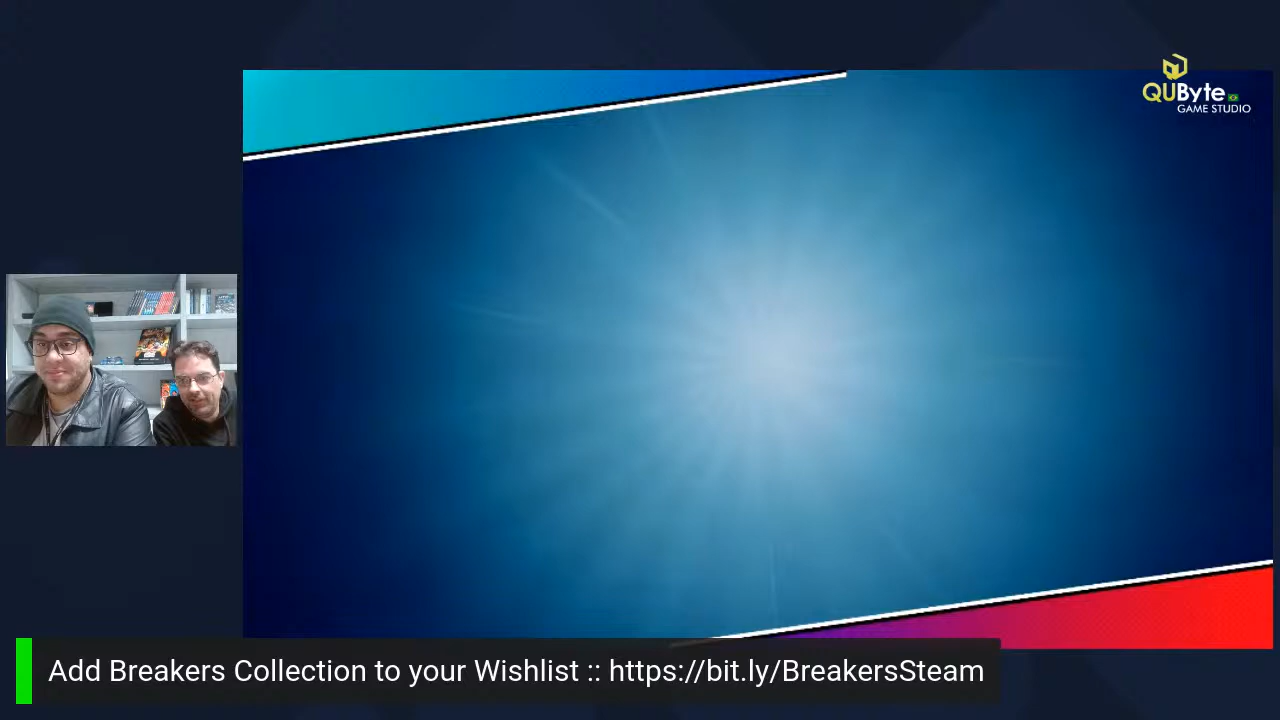 QUByte
GAME STUDIO
Add Breakers Collection to your Wishlist :: https://bit.ly/BreakersSteam